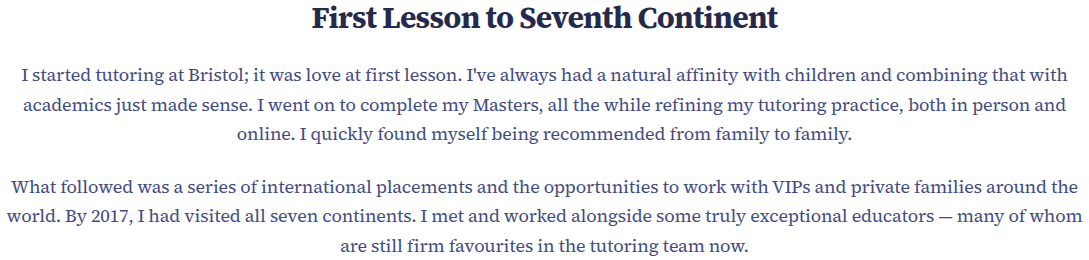 First Lesson to Seventh Continent
I started tutoring at Bristol; it was love at first lesson. I've always had a natural affinity with children and combining that with
academics just made sense. I went on to complete my Masters, all the while refining my tutoring practice, both in person and
online. I quickly found myself being recommended from family to family.
What followed was a series of international placements and the opportunities to work with VIPs and private families around the
world. By 2017, I had visited all seven continents. I met and worked alongside some truly exceptional educators — many of whom
are still firm favourites in the tutoring team now.